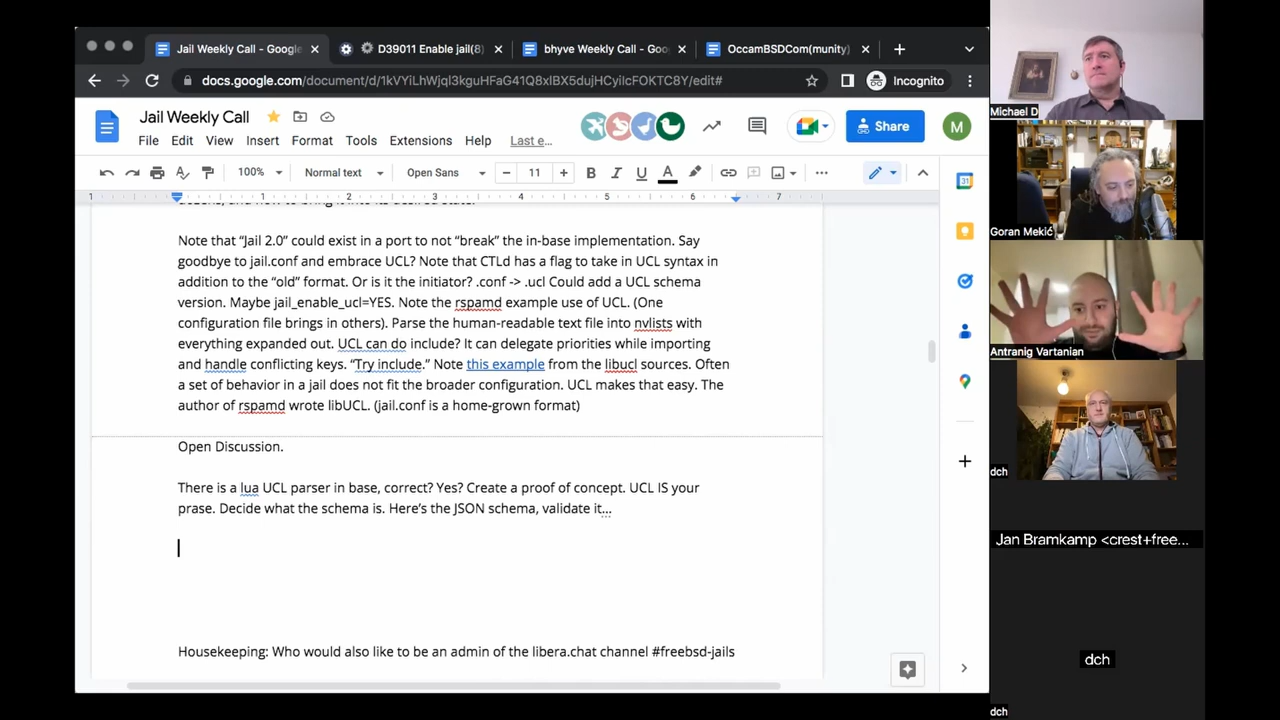 Jail Weekly Call - Google
D39011 Enable jail(8)
bhyve Weekly Call - Goo
OccamBSDCom(munity)
docs.google.com/document/d/1kYYiLhWjqI3kguHFaG41Q8xIBX5dujHCyiIcFOKTC8Y/edit#
Incognito
Jail Weekly Call
File Edit View Insert Format Tools Extensions Help Last e...
Share
M
100%
Normal text
Open Sans
11
B I U A
1 1 2 3 4 5 6 7
Note that “Jail 2.0” could exist in a port to not “break” the in-base implementation. Say
goodbye to jail.conf and embrace UCL? Note that CTLd has a flag to take in UCL syntax in
addition to the “old” format. Or is it the initiator? .conf -> .ucl Could add a UCL schema
version. Maybe jail_enable_ucl=YES. Note the rspamd example use of UCL. (One
configuration file brings in others). Parse the human-readable text file into nvlists with
everything expanded out. UCL can do include? It can delegate priorities while importing
and handle conflicting keys. “Try include.” Note this example from the libucl sources. Often
a set of behavior in a jail does not fit the broader configuration. UCL makes that easy. The
author of rspamd wrote libUCL. (jail.conf is a home-grown format)
Open Discussion.
There is a lua UCL parser in base, correct? Yes? Create a proof of concept. UCL IS your
prase. Decide what the schema is. Here’s the JSON schema, validate it...
Housekeeping: Who would also like to be an admin of the libera.chat channel #freebsd-jails
Michael D
Goran Mekić
Antranig Vartanian
dch
Jan Bramkamp <crest+free...
dch
dch